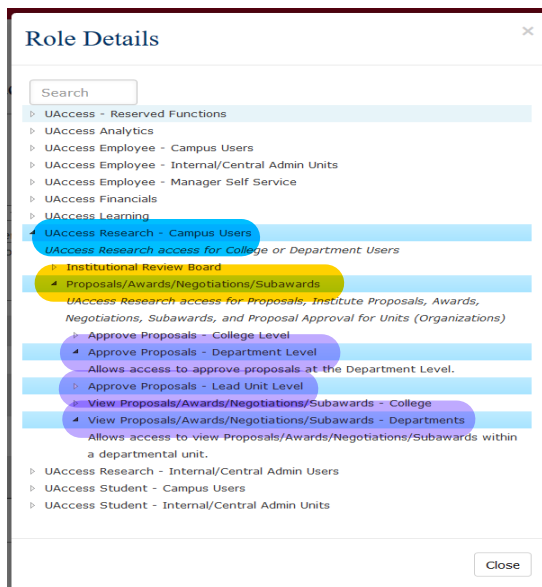 Role Details
×
Search
UAccess - Reserved Functions
UAccess Analytics
UAccess Employee - Campus Users
UAccess Employee - Internal/Central Admin Units
UAccess Employee - Manager Self Service
UAccess Financials
UAccess Learning
UAccess Research - Campus Users
UAccess Research access for College or Department Users
Institutional Review Board
Proposals/Awards/Negotiations/Subawards
UAccess Research access for Proposals, Institute Proposals, Awards,
Negotiations, Subawards, and Proposal Approval for Units (Organizations)
Approve Proposals - College Level
Approve Proposals - Department Level
Allows access to approve proposals at the Department Level.
Approve Proposals - Lead Unit Level
View Proposals/Awards/Negotiations/Subawards - College
View Proposals/Awards/Negotiations/Subawards - Departments
Allows access to view Proposals/Awards/Negotiations/Subawards within
a departmental unit.
UAccess Research - Internal/Central Admin Users
UAccess Student - Campus Users
UAccess Student - Internal/Central Admin Units
Close